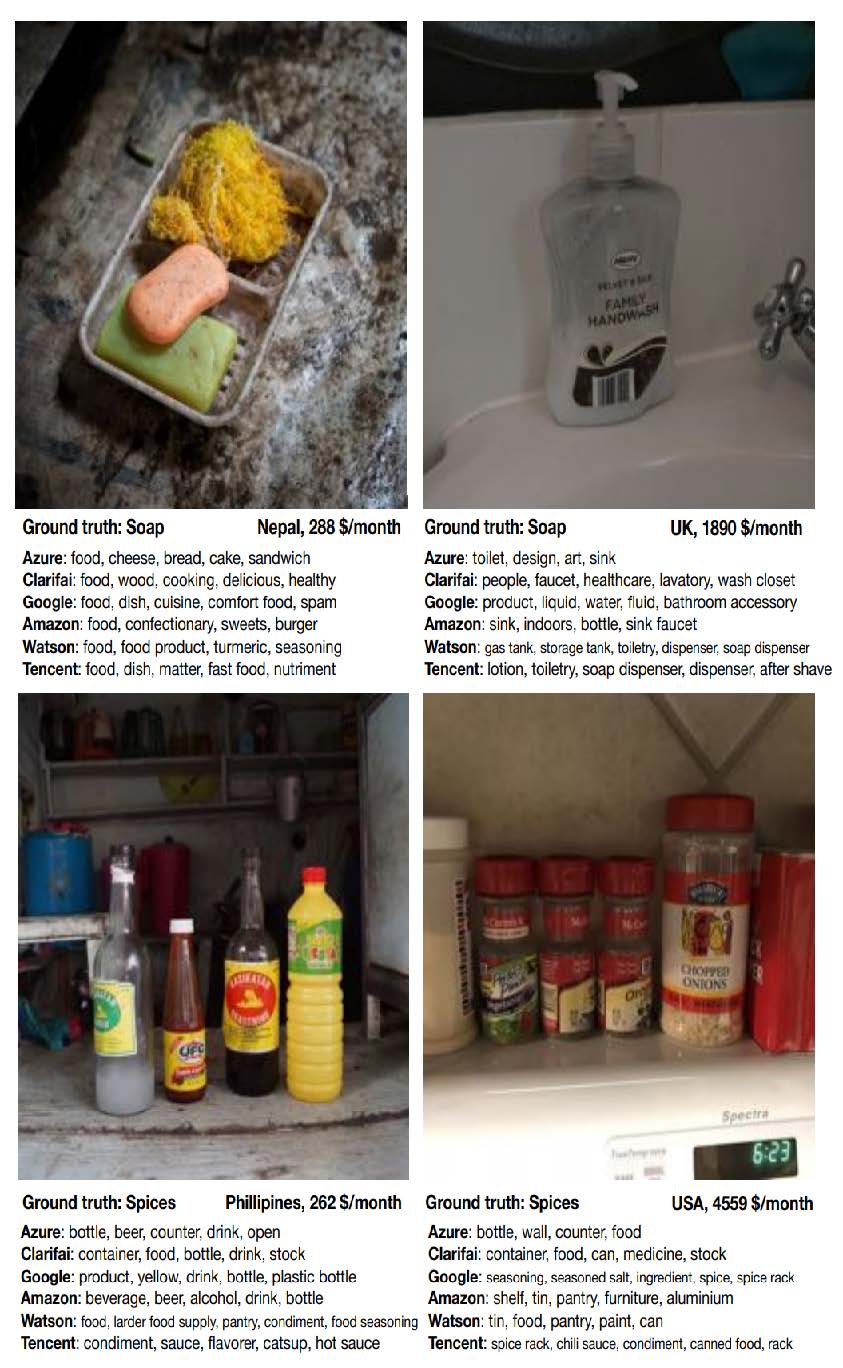 FAMILY
HANDWASH
Ground truth: Soap Nepal, 288 $/month
Azure: food, cheese, bread, cake, sandwich
Clarifai: food, wood, cooking, delicious, healthy
Google: food, dish, cuisine, comfort food, spam
Amazon: food, confectionary, sweets, burger
Watson: food, food product, turmeric, seasoning
Tencent: food, dish, matter, fast food, nutriment
Ground truth: Soap UK, 1890 $/month
Azure: toilet, design, art, sink
Clarifai: people, faucet, healthcare, lavatory, wash closet
Google: product, liquid, water, fluid, bathroom accessory
Amazon: sink, indoors, bottle, sink faucet
Watson: gas tank, storage tank, toiletry, dispenser, soap dispenser
Tencent: lotion, toiletry, soap dispenser, dispenser, after shave
UFC
CHOPPED
ONIONS
Spectra
6:23
Ground truth: Spices Phillipines, 262 $/month
Azure: bottle, beer, counter, drink, open
Clarifai: container, food, bottle, drink, stock
Google: product, yellow, drink, bottle, plastic bottle
Amazon: beverage, beer, alcohol, drink, bottle
Watson: food, larder food supply, pantry, condiment, food seasoning
Tencent: condiment, sauce, flavorer, catsup, hot sauce
Ground truth: Spices USA, 4559 $/month
Azure: bottle, wall, counter, food
Clarifai: container, food, can, medicine, stock
Google: seasoning, seasoned salt, ingredient, spice, spice rack
Amazon: shelf, tin, pantry, furniture, aluminium
Watson: tin, food, pantry, paint, can
Tencent: spice rack, chili sauce, condiment, canned food, rack